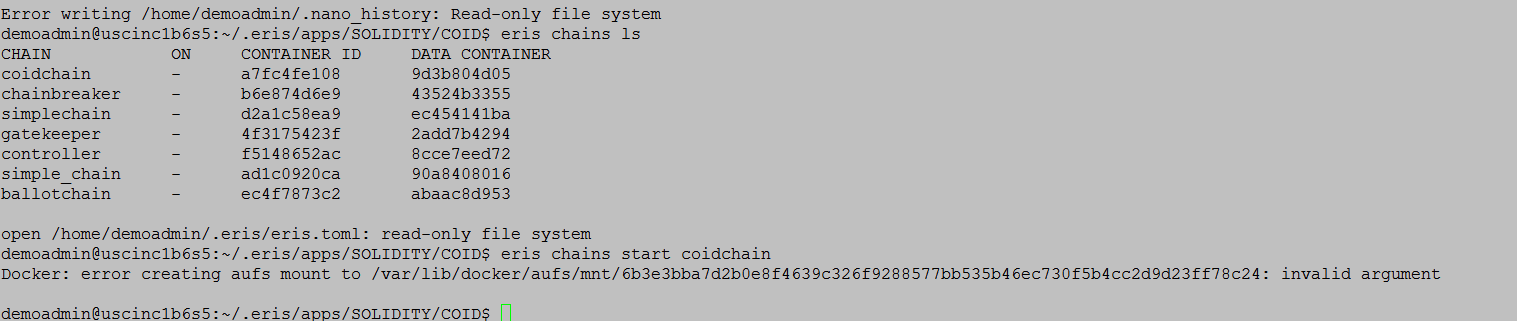 Error writing /home/demoadmin/.nano_history: Read-only file system
demoadmin@uscinc1b6s5:~/.eris/apps/SOLIDITY/COID$ eris chains ls
CHAIN ON CONTAINER ID DATA CONTAINER
coidchain - a7fc4fe108 9d3b804d05
chainbreaker - b6e874d6e9 43524b3355
simplechain - d2a1c58ea9 ec454141ba
gatekeeper - 4f3175423f 2add7b4294
controller - f5148652ac 8cce7eed72
simple_chain - ad1c0920ca 90a8408016
ballotchain - ec4f7873c2 abaac8d953
open /home/demoadmin/.eris/eris.toml: read-only file system
demoadmin@uscinc1b6s5:~/.eris/apps/SOLIDITY/COID$ eris chains start coidchain
Docker: error creating aufs mount to /var/lib/docker/aufs/mnt/6b3e3bba7d2b0e8f4639c326f9288577bb535b46ec730f5b4cc2d9d23ff78c24: invalid argument
demoadmin@uscinc1b6s5:~/.eris/apps/SOLIDITY/COID$